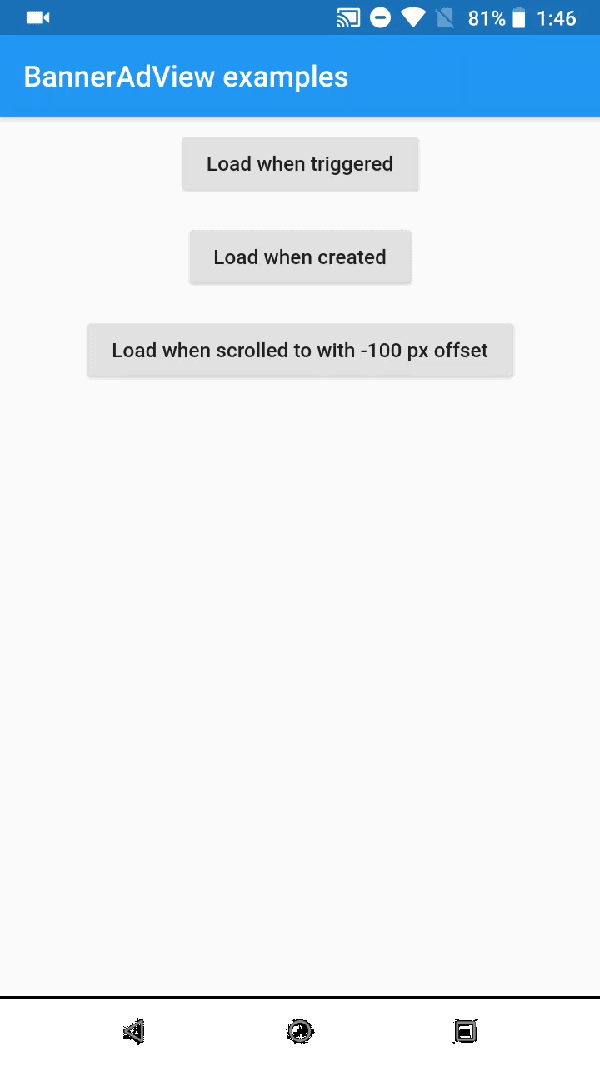 81% 1:46
BannerAdView examples
Load when triggered
Load when created
Load when scrolled to with -100 px offset